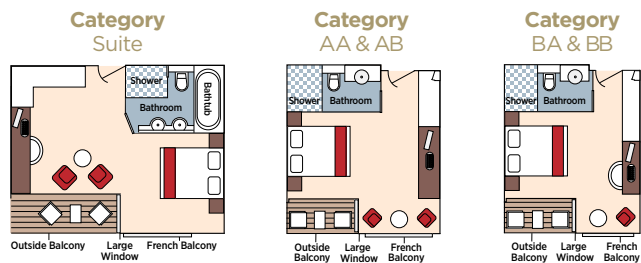 Category
Suite
Shower
Bathroom
Bathtub
Outside Balcony
Large
Window
French Balcony
Category
AA & AB
Shower
Bathroom
Outside
Balcony
Large
Window
French
Balcony
Category
BA & BB
Shower
Bathroom
Outside
Balcony
Large
Window
French
Balcony